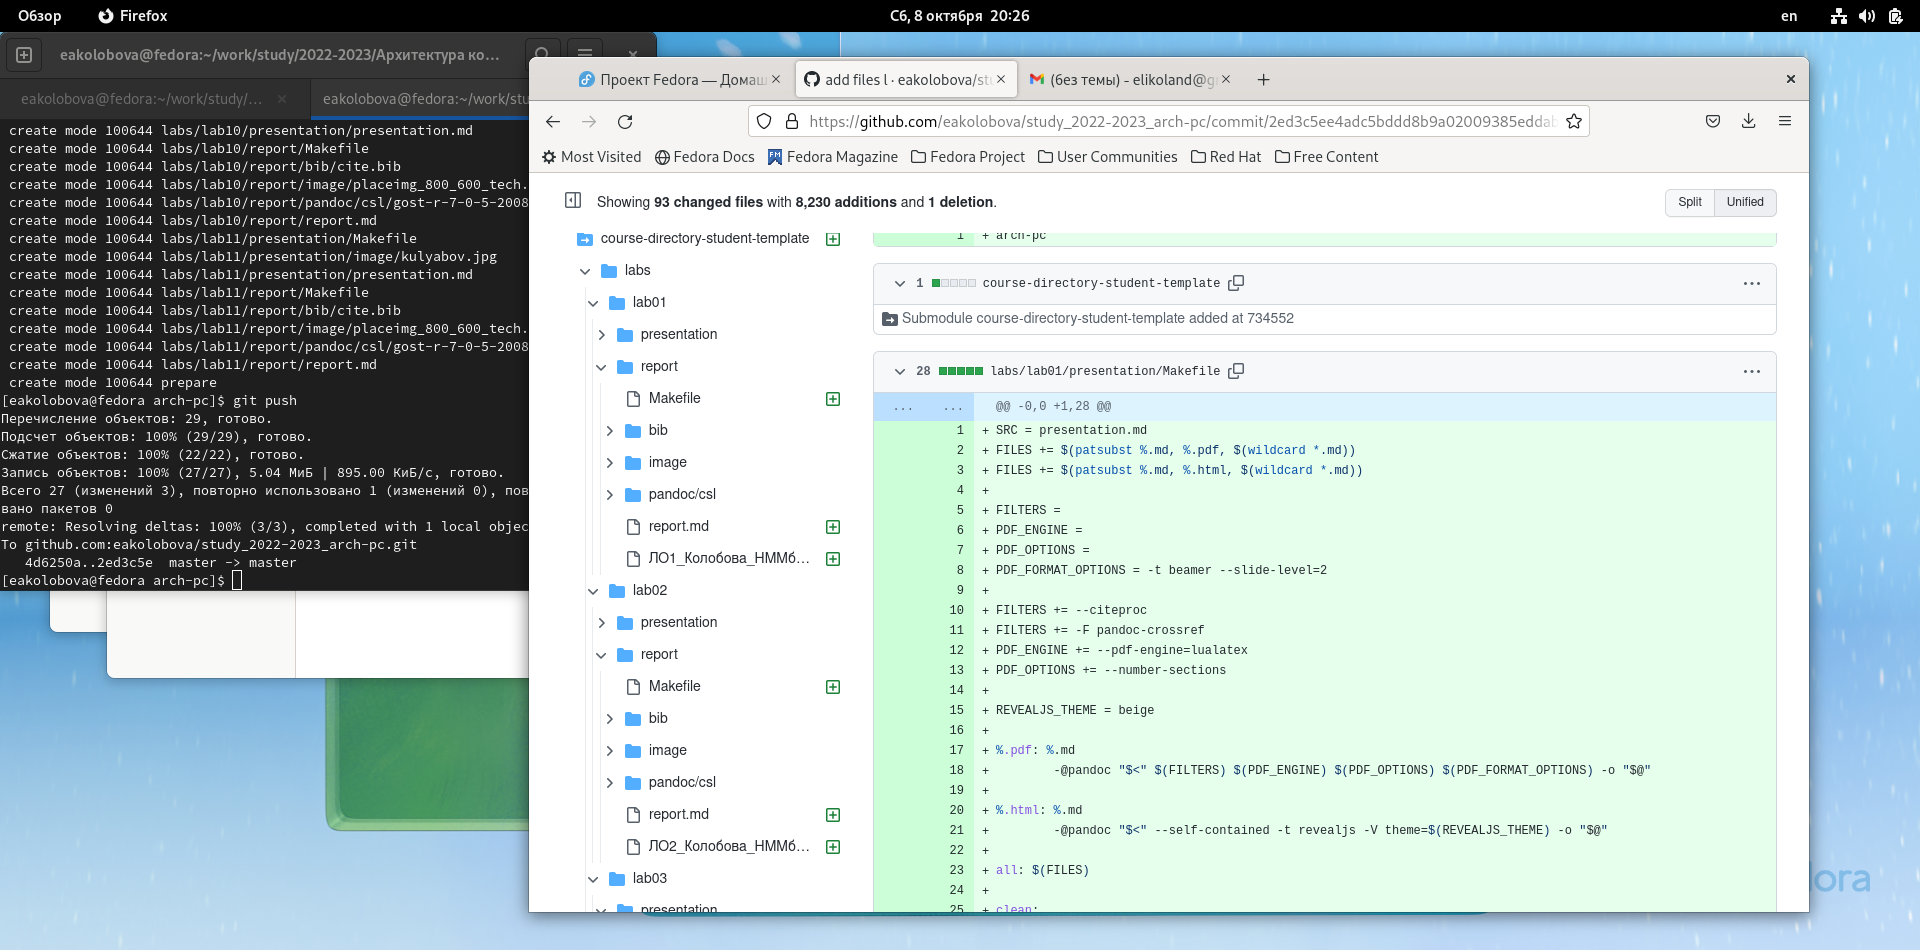 Обзор
Firefox
Сб, 8 октября 20:26
en
eakolobova@fedora:~/work/study/2022-2023/Архитектура ко...
eakolobova@fedora:~/work/study/...
eakolobova@fedora:~/work/stu
create mode 100644 labs/lab10/presentation/presentation.md
create mode 100644 labs/lab10/report/Makefile
create mode 100644 labs/lab10/report/bib/cite.bib
create mode 100644 labs/lab10/report/image/placeimg_800_600_tech.
create mode 100644 labs/lab10/report/pandoc/csl/gost-r-7-0-5-2008
create mode 100644 labs/lab10/report/report.md
create mode 100644 labs/lab11/presentation/Makefile
create mode 100644 labs/lab11/presentation/image/kulyabov.jpg
create mode 100644 labs/lab11/presentation/presentation.md
create mode 100644 labs/lab11/report/Makefile
create mode 100644 labs/lab11/report/bib/cite.bib
create mode 100644 labs/lab11/report/image/placeimg_800_600_tech.
create mode 100644 labs/lab11/report/pandoc/csl/gost-r-7-0-5-2008
create mode 100644 labs/lab11/report/report.md
create mode 100644 prepare
[eakolobova@fedora arch-pc]$ git push
Перечисление объектов: 29, готово.
Подсчет объектов: 100% (29/29), готово.
Сжатие объектов: 100% (22/22), готово.
Запись объектов: 100% (27/27), 5.04 МиБ | 895.00 КиБ/с, готово.
Всего 27 (изменений 3), повторно использовано 1 (изменений 0), пов
вано пакетов 0
remote: Resolving deltas: 100% (3/3), completed with 1 local objec
To github.com:eakolobova/study_2022-2023_arch-pc.git
4d6250a..2ed3c5e master -> master
[eakolobova@fedora arch-pc]$
Проект Fedora — Домаш
add files l · eakolobova/stu
(без темы) - elikoland@g
https://github.com/eakolobova/study_2022-2023_arch-pc/commit/2ed3c5ee4adc5bddd8b9a02009385eddab
Most Visited
Fedora Docs
Fedora Magazine
Fedora Project
User Communities
Red Hat
Free Content
Showing 93 changed files with 8,230 additions and 1 deletion.
Split
Unified
course-directory-student-template
labs
lab01
presentation
report
Makefile
bib
image
pandoc/csl
report.md
ЛО1_Колобова_НММб...
lab02
presentation
report
Makefile
bib
image
pandoc/csl
report.md
ЛО2_Колобова_НММб...
lab03
presentation
1 + arch-pc
1 course-directory-student-template
Submodule course-directory-student-template added at 734552
28 labs/lab01/presentation/Makefile
... ... @@ -0,0 +1,28 @@
1 + SRC = presentation.md
2 + FILES += $(patsubst %.md, %.pdf, $(wildcard *.md))
3 + FILES += $(patsubst %.md, %.html, $(wildcard *.md))
4 +
5 + FILTERS =
6 + PDF_ENGINE =
7 + PDF_OPTIONS =
8 + PDF_FORMAT_OPTIONS = -t beamer --slide-level=2
9 +
10 + FILTERS += --citeproc
11 + FILTERS += -F pandoc-crossref
12 + PDF_ENGINE += --pdf-engine=lualatex
13 + PDF_OPTIONS += --number-sections
14 +
15 + REVEALJS_THEME = beige
16 +
17 + %.pdf: %.md
18 + -@pandoc "$<" $(FILTERS) $(PDF_ENGINE) $(PDF_OPTIONS) $(PDF_FORMAT_OPTIONS) -o "$@"
19 +
20 + %.html: %.md
21 + -@pandoc "$<" --self-contained -t revealjs -V theme=$(REVEALJS_THEME) -o "$@"
22 +
23 + all: $(FILES)
24 +
25 + clean:
dora